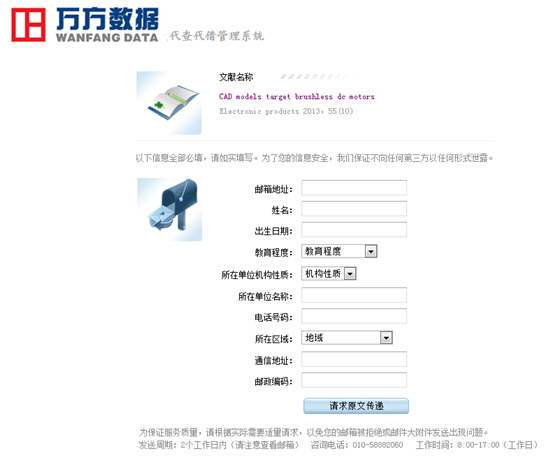 万方数据
WANFANG DATA 代查代借管理系统
文献名称
CAD models target brushless dc motors
Electronic products 2013, 55(10)
以下信息全部必填，请如实填写。为了您的信息安全，我们保证不向任何第三方以任何形式世露。
邮箱地址：
姓名：
出生日期：
教育程度： 教育程度
所在单位机构性质： 机构性质
所在单位名称：
电话号码：
所在区域： 地域
通信地址：
邮政编码：
请求原文传递
为保证服务质量，请根据实际需要适量请求，以免您的邮箱被拒绝或邮件大附件发送出现问题。
发送周期：2个工作日内（请注意查看邮箱） 咨询电话：010-58882060 工作时间：8:00-17:00（工作日）